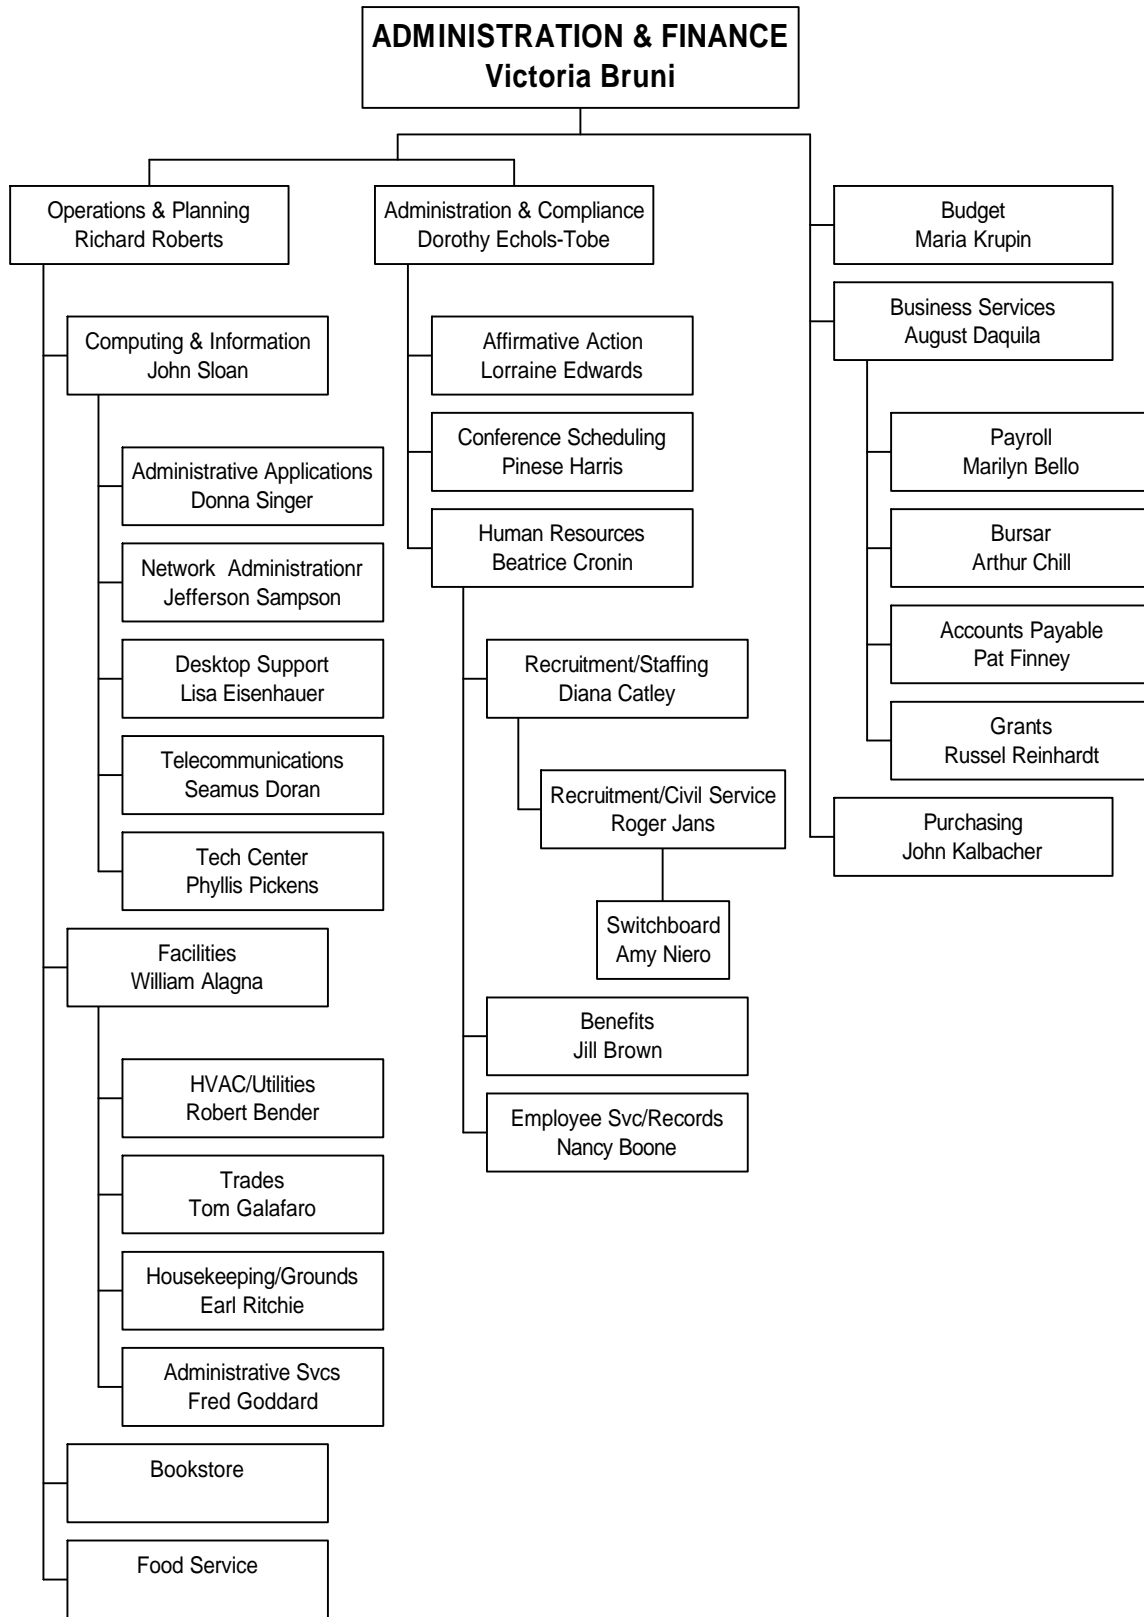 ADMINISTRATION & FINANCE
Victoria Bruni
Operations & Planning
Richard Roberts
Computing & Information
John Sloan
Administrative Applications
Donna Singer
Network Administrationr
Jefferson Sampson
Desktop Support
Lisa Eisenhauer
Telecommunications
Seamus Doran
Tech Center
Phyllis Pickens
Facilities
William Alagna
HVAC/Utilities
Robert Bender
Trades
Tom Galafaro
Housekeeping/Grounds
Earl Ritchie
Administrative Svcs
Fred Goddard
Bookstore
Food Service
Administration & Compliance
Dorothy Echols-Tobe
Affirmative Action
Lorraine Edwards
Conference Scheduling
Pinese Harris
Human Resources
Beatrice Cronin
Recruitment/Staffing
Diana Catley
Recruitment/Civil Service
Roger Jans
Switchboard
Amy Niero
Benefits
Jill Brown
Employee Svc/Records
Nancy Boone
Budget
Maria Krupin
Business Services
August Daquila
Payroll
Marilyn Bello
Bursar
Arthur Chill
Accounts Payable
Pat Finney
Grants
Russel Reinhardt
Purchasing
John Kalbacher